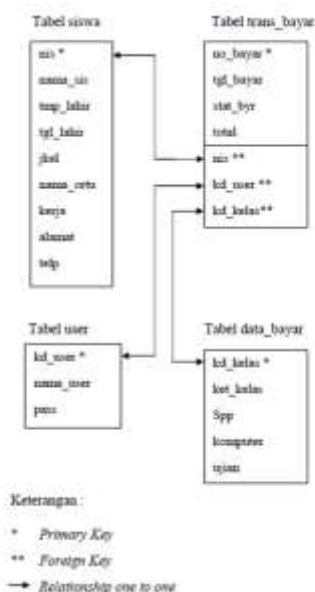 Tabel siswa
nis *
nama_sis
tmp_lahir
tgl_lahir
jkel
nama_ortu
kerja
alamat
telp
Tabel trans_bayar
no_bayar *
tgl_bayar
stat_byr
total
nis **
kd_user **
kd_kelas**
Tabel user
kd_user *
nama_user
pass
Tabel data_bayar
kd_kelas *
ket_kelas
Spp
komputer
ujian
Keterangan :
* Primary Key
** Foreign Key
Relationship one to one